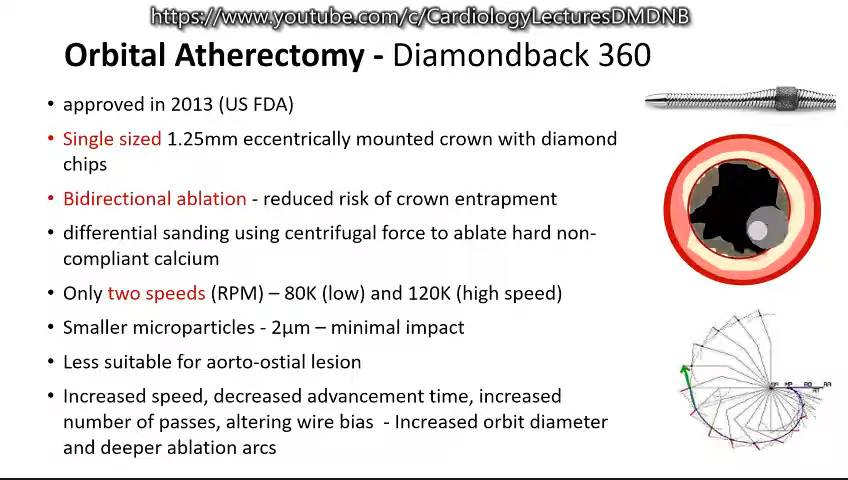 https://www.youtube.com/c/CardiologyLecturesDMDNB
Orbital Atherectomy - Diamondback 360
• approved in 2013 (US FDA)
• Single sized 1.25mm eccentrically mounted crown with diamond
chips
• Bidirectional ablation - reduced risk of crown entrapment
• differential sanding using centrifugal force to ablate hard non-
compliant calcium
• Only two speeds (RPM) – 80K (low) and 120K (high speed)
• Smaller microparticles - 2µm – minimal impact
• Less suitable for aorto-ostial lesion
• Increased speed, decreased advancement time, increased
number of passes, altering wire bias - Increased orbit diameter
and deeper ablation arcs